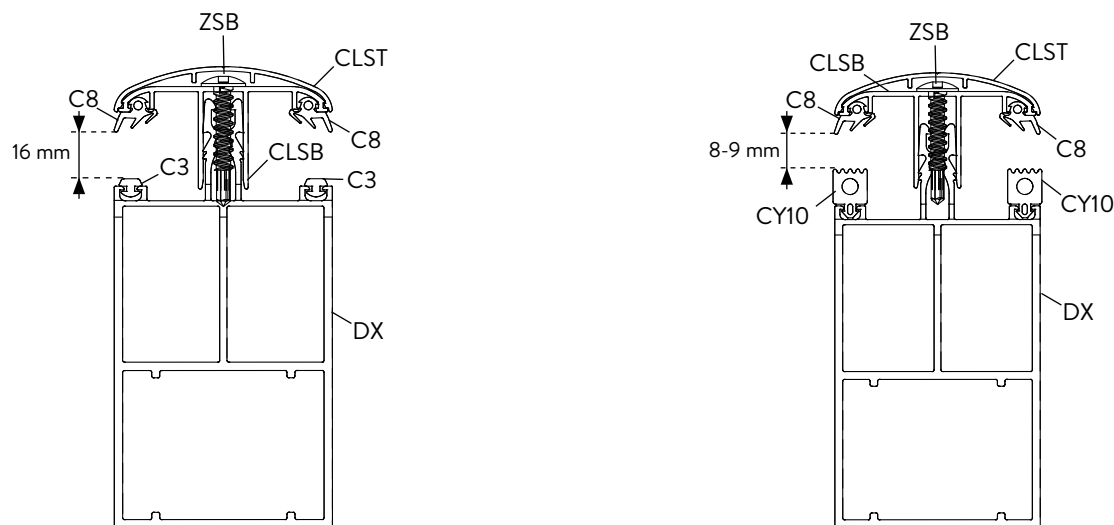 ZSB
CLST
C8
C8
16 mm
CLSB
C3
C3
DX
ZSB
CLSB
CLST
C8
C8
8-9 mm
CY10
CY10
DX